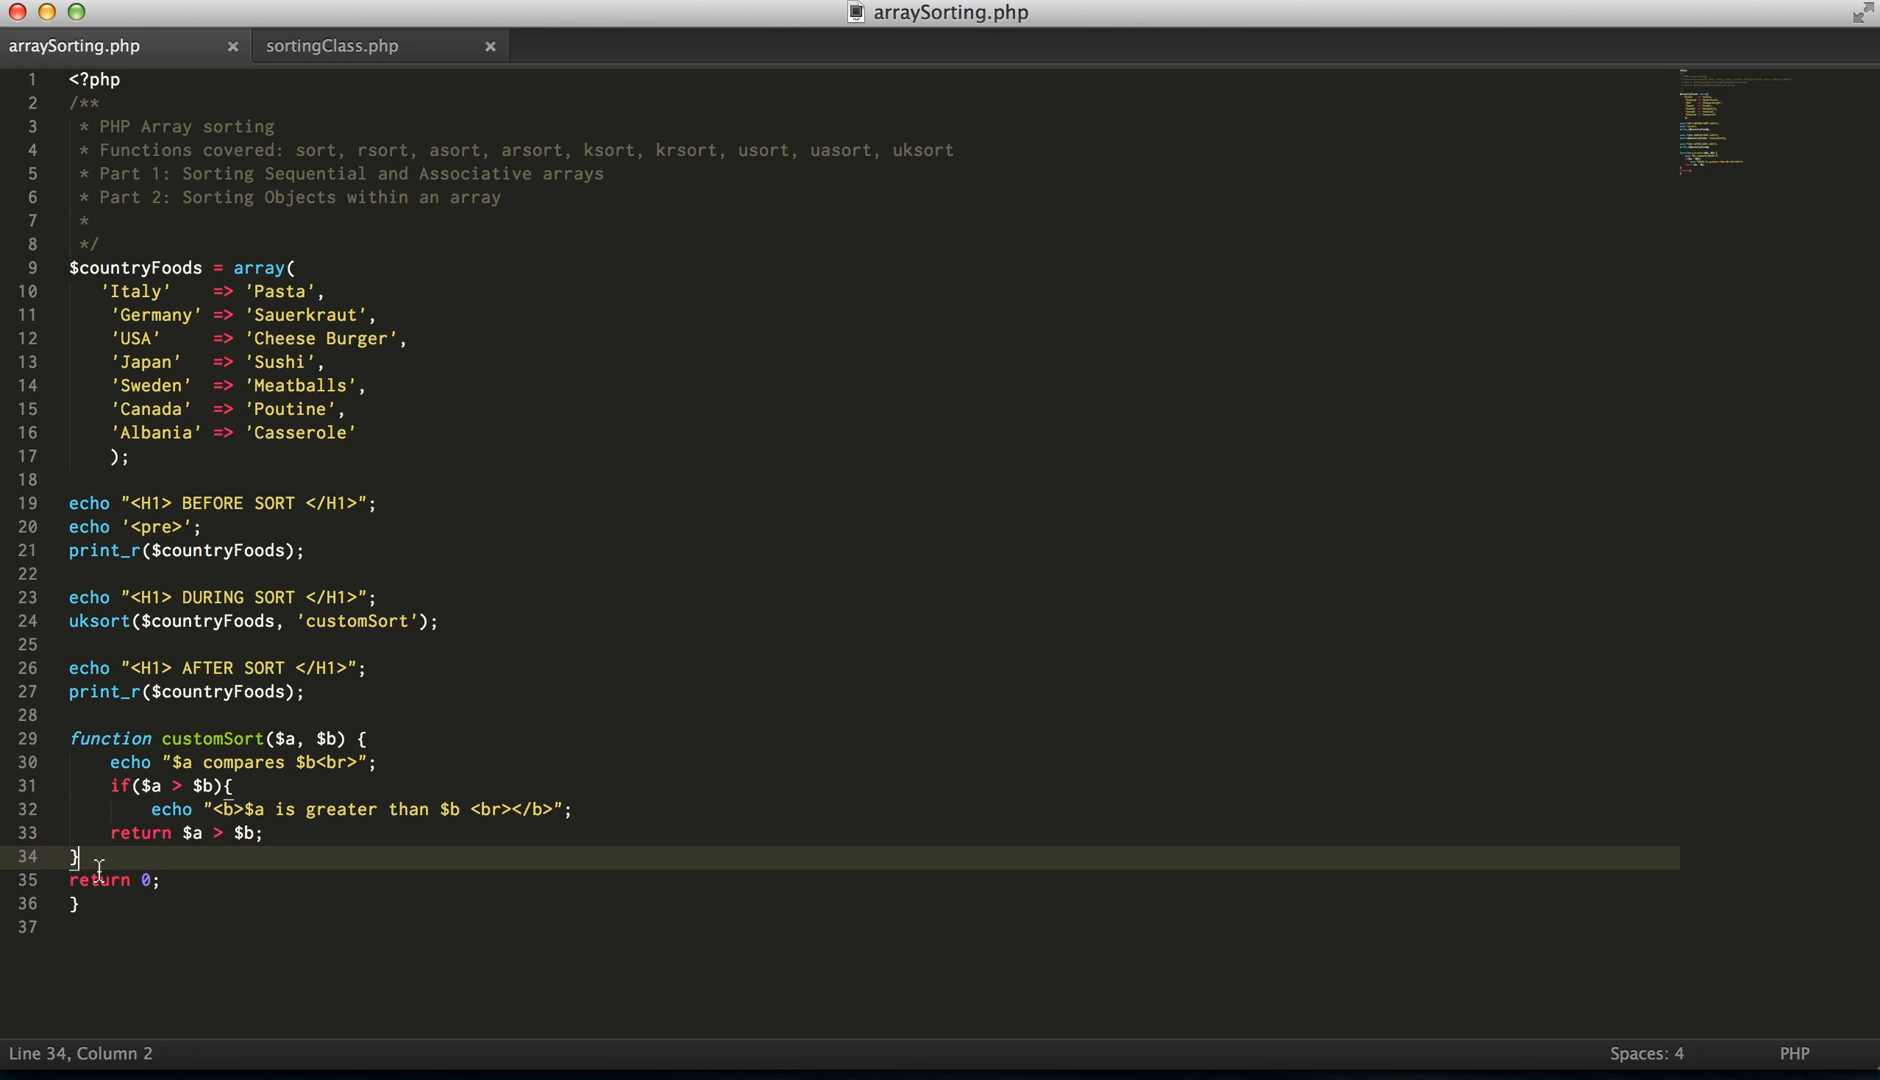 arraySorting.php
arraySorting.php × sortingClass.php ×
1 <?php
2 /**
3 * PHP Array sorting
4 * Functions covered: sort, rsort, asort, arsort, ksort, krsort, usort, uasort, uksort
5 * Part 1: Sorting Sequential and Associative arrays
6 * Part 2: Sorting Objects within an array
7 *
8 */
9 $countryFoods = array(
10 'Italy' => 'Pasta',
11 'Germany' => 'Sauerkraut',
12 'USA' => 'Cheese Burger',
13 'Japan' => 'Sushi',
14 'Sweden' => 'Meatballs',
15 'Canada' => 'Poutine',
16 'Albania' => 'Casserole'
17 );
18
19 echo "<H1> BEFORE SORT </H1>";
20 echo '<pre>';
21 print_r($countryFoods);
22
23 echo "<H1> DURING SORT </H1>";
24 uksort($countryFoods, 'customSort');
25
26 echo "<H1> AFTER SORT </H1>";
27 print_r($countryFoods);
28
29 function customSort($a, $b) {
30 echo "$a compares $b<br>";
31 if($a > $b){
32 echo "<b>$a is greater than $b <br></b>";
33 return $a > $b;
34 }
35 return 0;
36 }
37
Line 34, Column 2 Spaces: 4 PHP